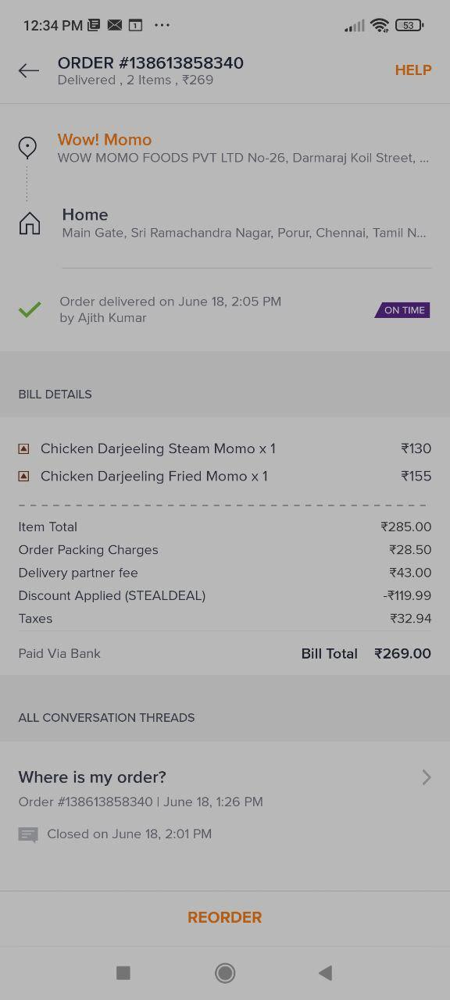 12:34 PM 1 ... 53
ORDER #138613858340
HELP
Delivered , 2 Items , ₹269
Wow! Momo
WOW MOMO FOODS PVT LTD No-26, Darmaraj Koil Street, ...
Home
Main Gate, Sri Ramachandra Nagar, Porur, Chennai, Tamil N...
Order delivered on June 18, 2:05 PM
by Ajith Kumar
ON TIME
BILL DETAILS
Chicken Darjeeling Steam Momo x 1 ₹130
Chicken Darjeeling Fried Momo x 1 ₹155
Item Total ₹285.00
Order Packing Charges ₹28.50
Delivery partner fee ₹43.00
Discount Applied (STEALDEAL) -₹119.99
Taxes ₹32.94
Paid Via Bank Bill Total ₹269.00
ALL CONVERSATION THREADS
Where is my order?
Order #138613858340 | June 18, 1:26 PM
Closed on June 18, 2:01 PM
REORDER